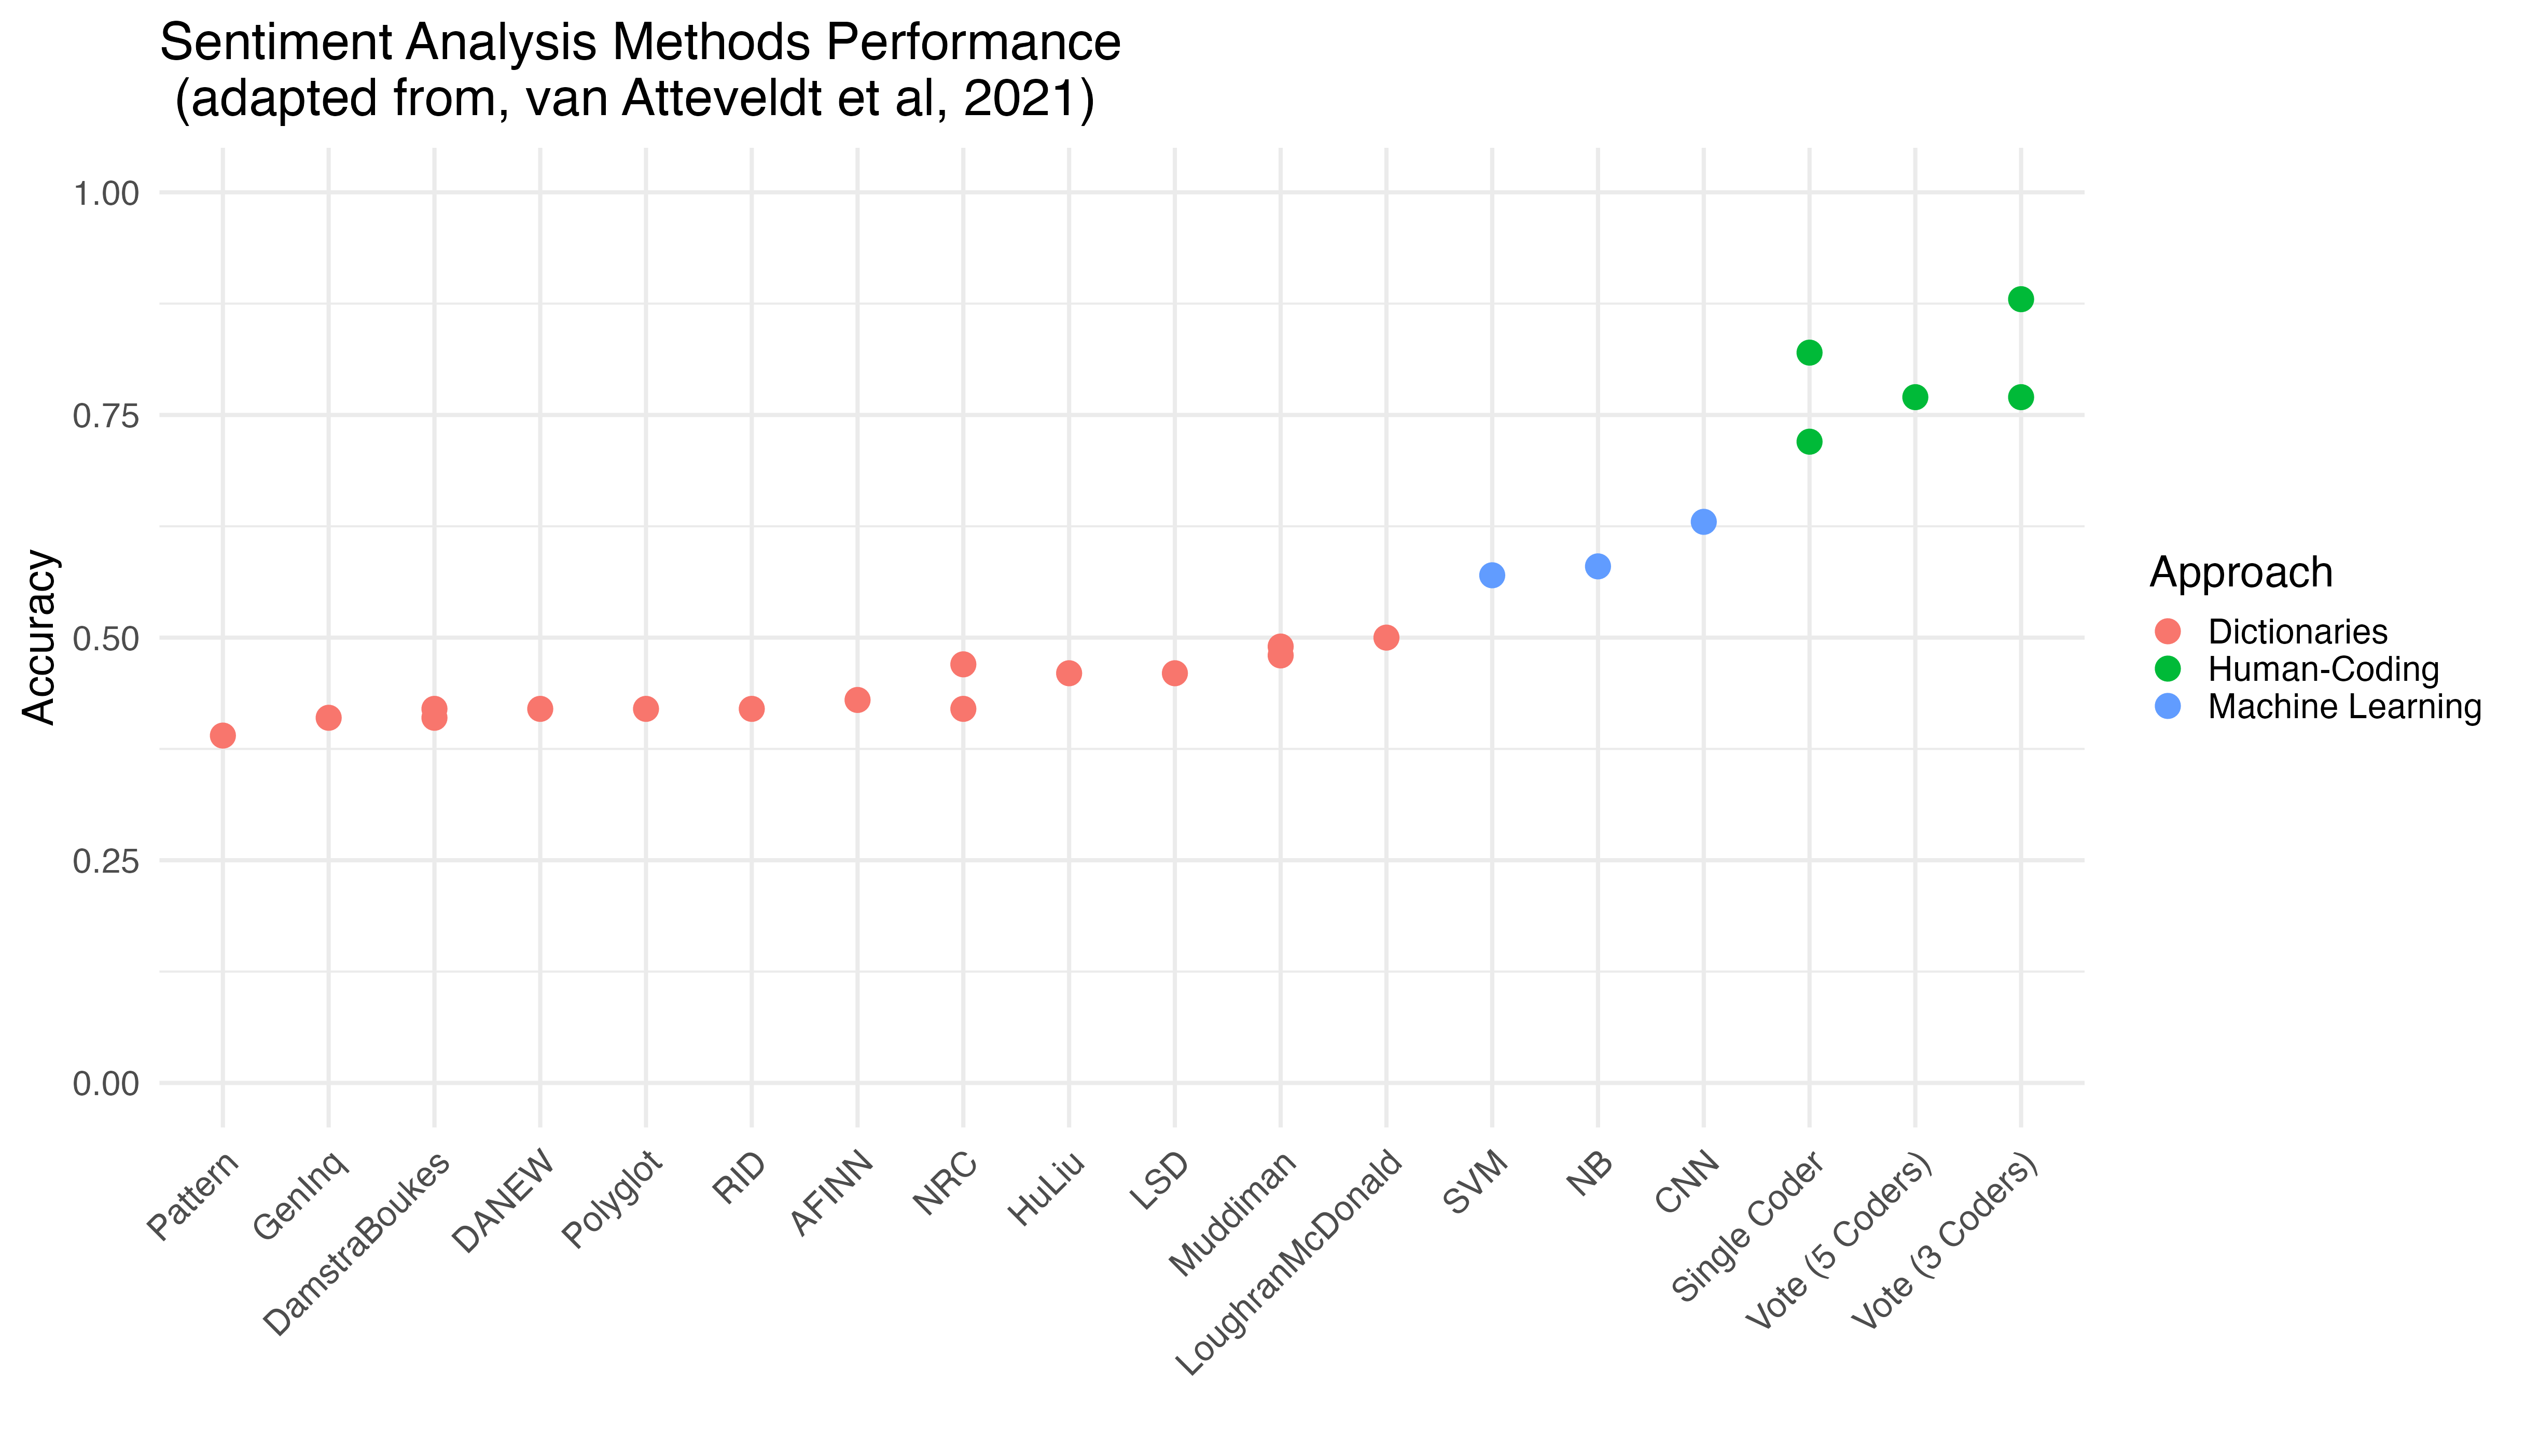 Sentiment Analysis Methods Performance
(adapted from, van Atteveldt et al, 2021)
1.00
0.75
0.50
0.25
0.00
Accuracy
Pattern
GenInq
DamstraBoukes
DANEW
Polyglot
RID
AFINN
NRC
HuLiu
LSD
Muddiman
LoughranMcDonald
SVM
NB
CNN
Single Coder
Vote (5 Coders)
Vote (3 Coders)
Approach
Dictionaries
Human-Coding
Machine Learning